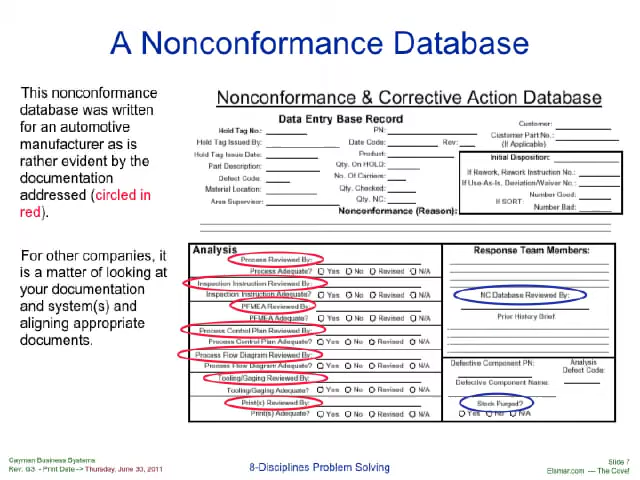 A Nonconformance Database
This nonconformance
database was written
for an automotive
manufacturer as is
rather evident by the
documentation
addressed (circled in
red).
For other companies, it
is a matter of looking at
your documentation
and system(s) and
aligning appropriate
documents.
Nonconformance & Corrective Action Database
Data Entry Base Record
Hold Tag No.:
Hold Tag Issued By:
Hold Tag Issue Date:
Part Description:
Defect Code:
Material Location:
Area Supervisor:
PN:
Date Code:
Rev:
Product:
Qty. On HOLD:
No. Of Carriers:
Qty. Checked:
Qty. NC:
Nonconformance (Reason):
Customer:
Customer Part No.:
(If Applicable)
Initial Disposition:
If Rework, Rework Instruction No.:
If Use-As-Is, Deviation/Waiver No.:
Number Good:
If SORT:
Number Bad:
Analysis
Process Reviewed By:
Process Adequate? Yes No Revised N/A
Inspection Instruction Reviewed By:
Inspection Instruction Adequate? Yes No Revised N/A
PFMEA Reviewed By:
PFMEA Adequate? Yes No Revised N/A
Process Control Plan Reviewed By:
Process Control Plan Adequate? Yes No Revised N/A
Process Flow Diagram Reviewed By:
Process Flow Diagram Adequate? Yes No Revised N/A
Tooling/Gaging Reviewed By:
Tooling/Gaging Adequate? Yes No Revised N/A
Print(s) Reviewed By:
Print(s) Adequate? Yes No Revised N/A
Response Team Members:
NC Database Reviewed By:
Prior History Brief:
Defective Component PN:
Analysis
Defect Code:
Defective Component Name:
Stock Purged?
Yes No N/A
Cayman Business Systems
Rev: G3 - Print Date -> Thursday, June 30, 2011
8-Disciplines Problem Solving
Slide 7
Elsmar.com — The Cove!